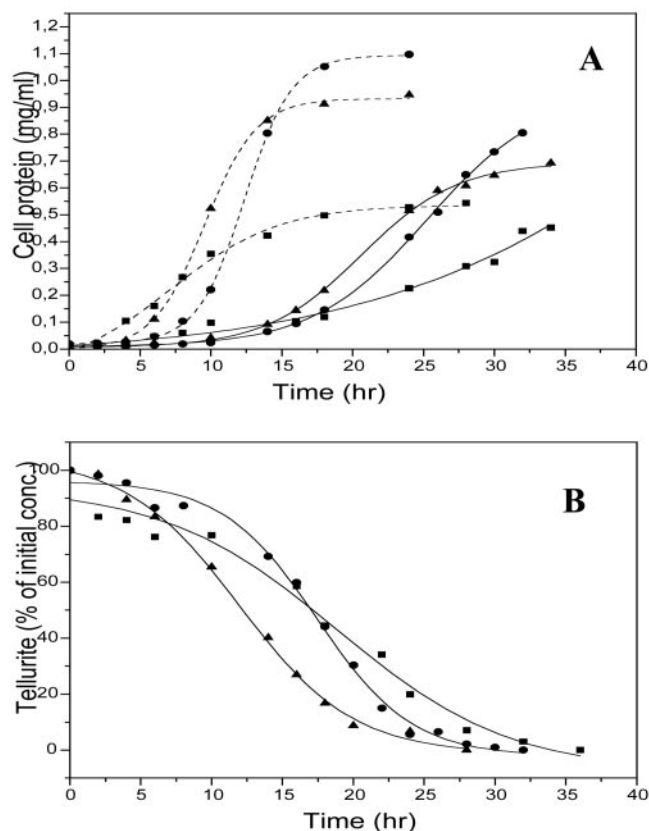 A
Cell protein (mg/ml)
1,2
1,1
1,0
0,9
0,8
0,7
0,6
0,5
0,4
0,3
0,2
0,1
0,0
0 5 10 15 20 25 30 35 40
Time (hr)
B
Tellurite (% of initial conc.)
100
80
60
40
20
0
0 5 10 15 20 25 30 35 40
Time (hr)